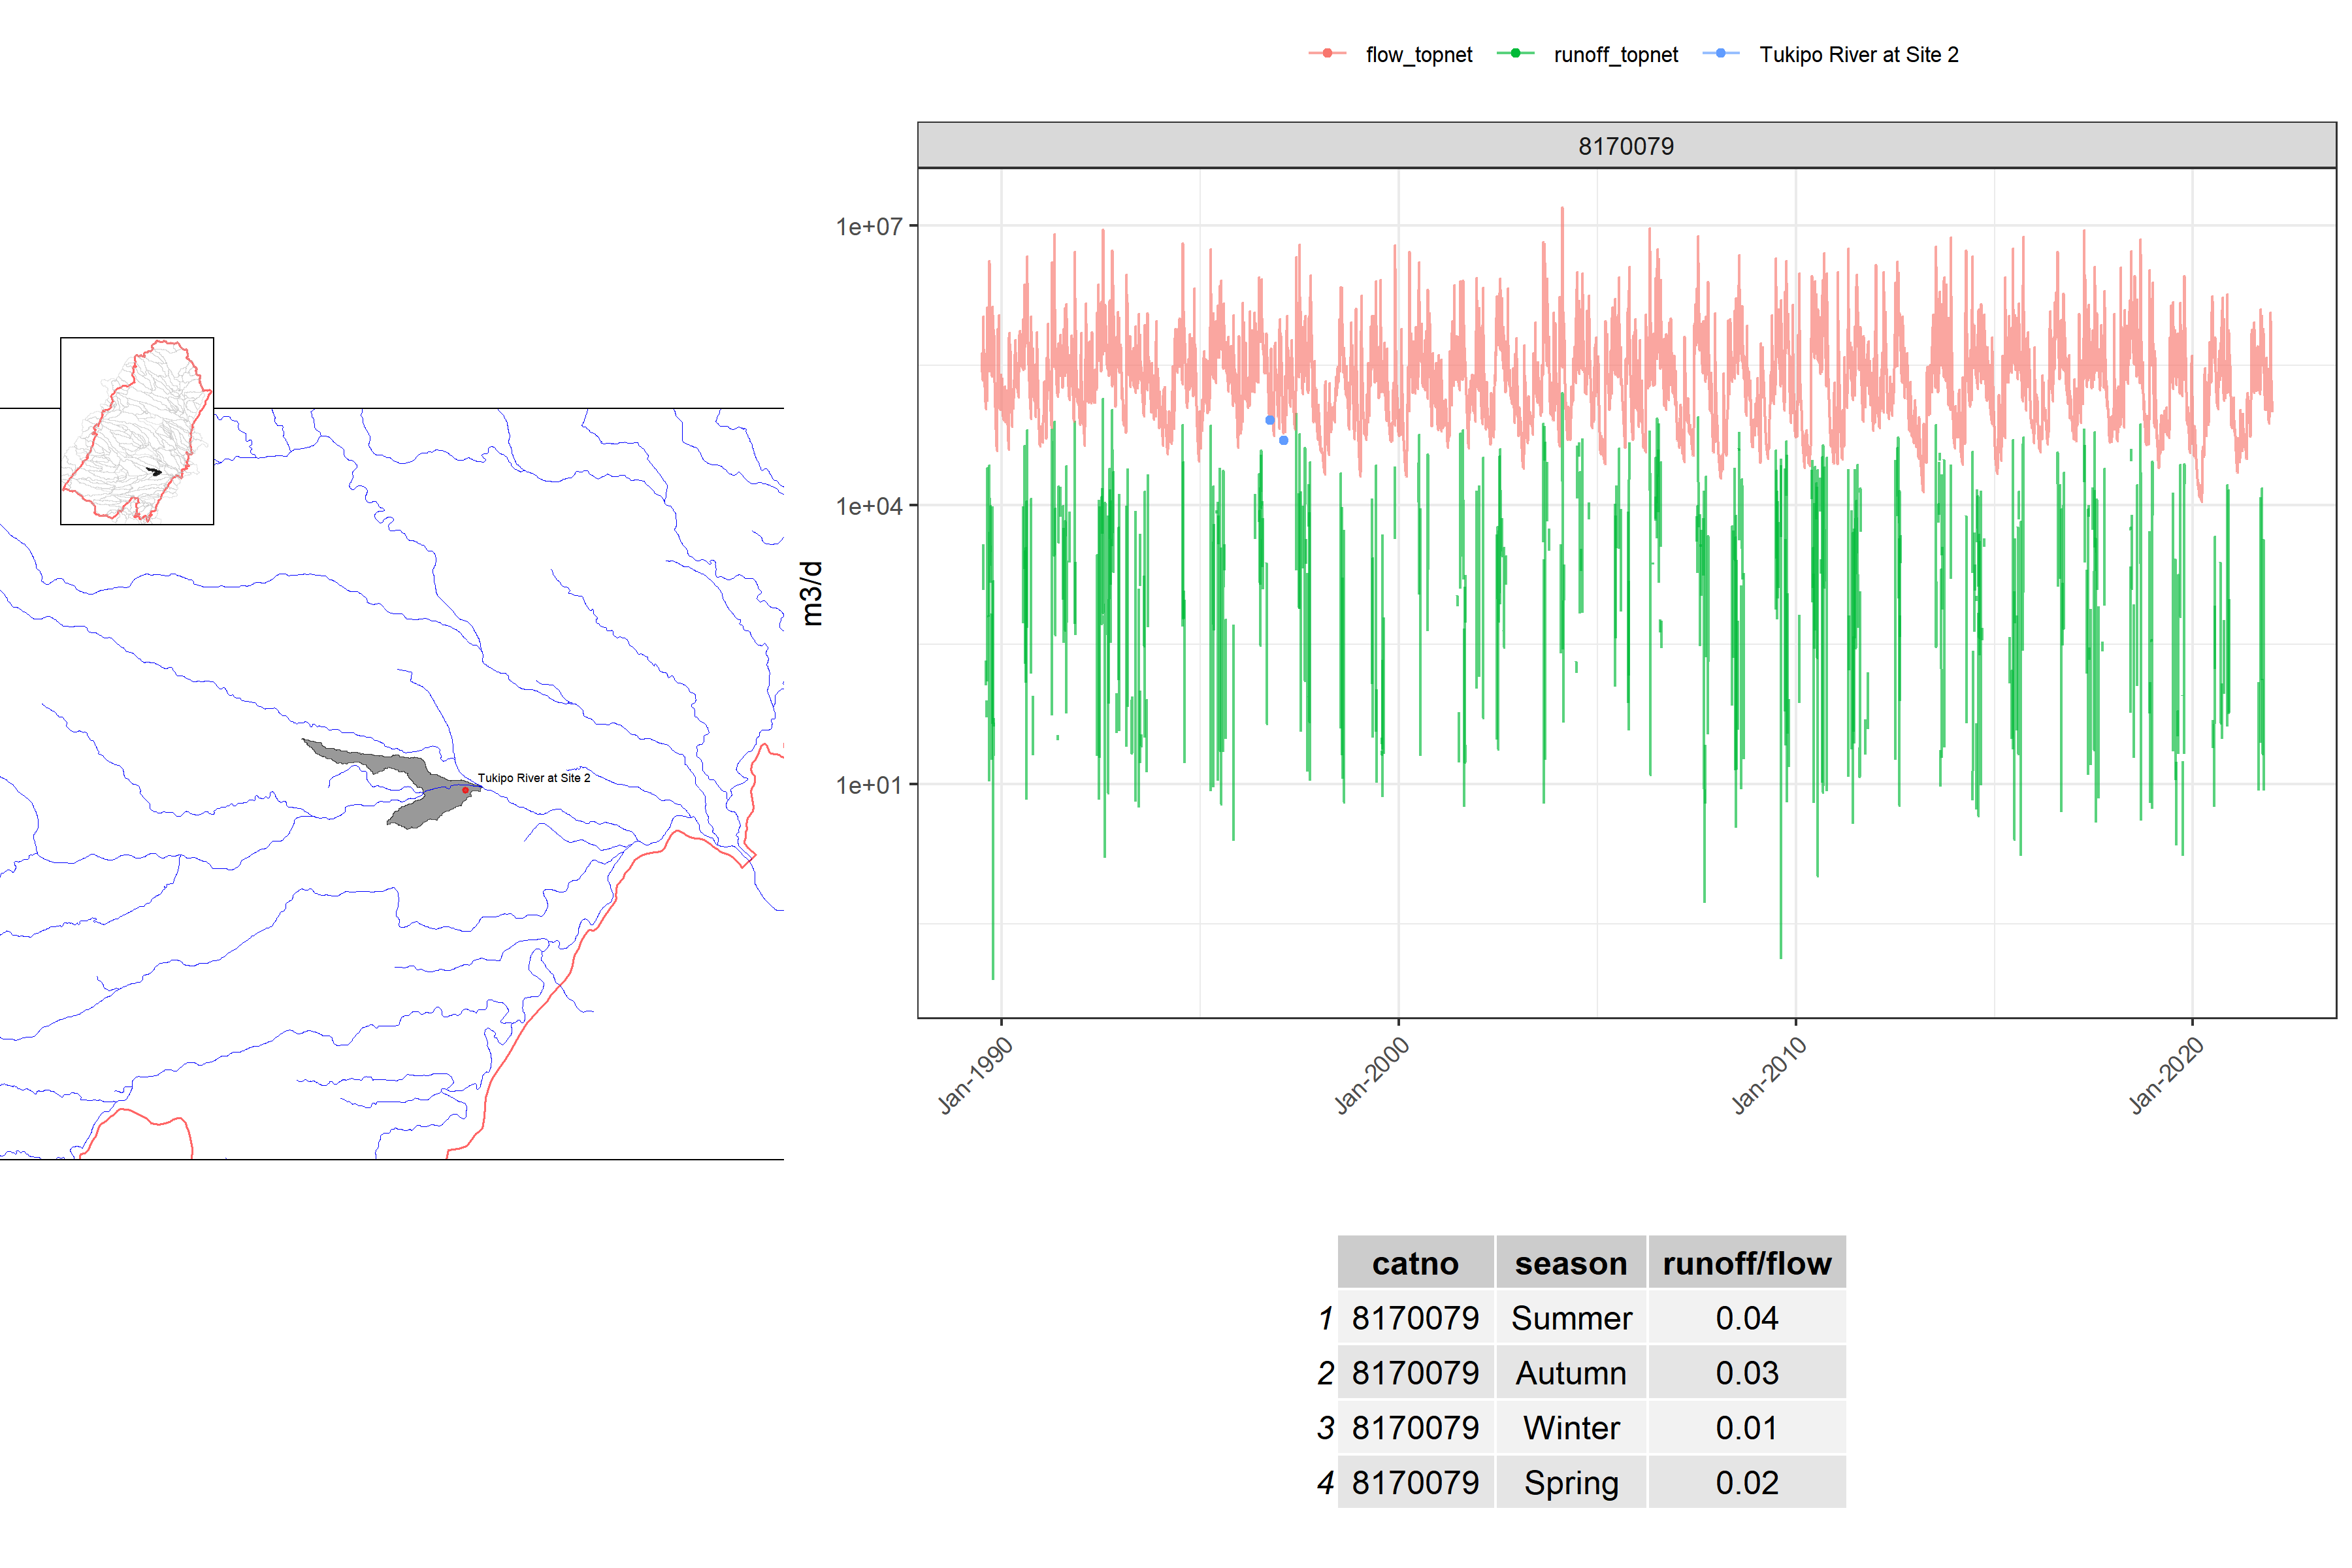 flow_topnet runoff_topnet Tukipo River at Site 2
8170079
1e+07
1e+04
1e+01
m3/d
Jan-1990 Jan-2000 Jan-2010 Jan-2020
Tukipo River at Site 2
catno season runoff/flow
1 8170079 Summer 0.04
2 8170079 Autumn 0.03
3 8170079 Winter 0.01
4 8170079 Spring 0.02